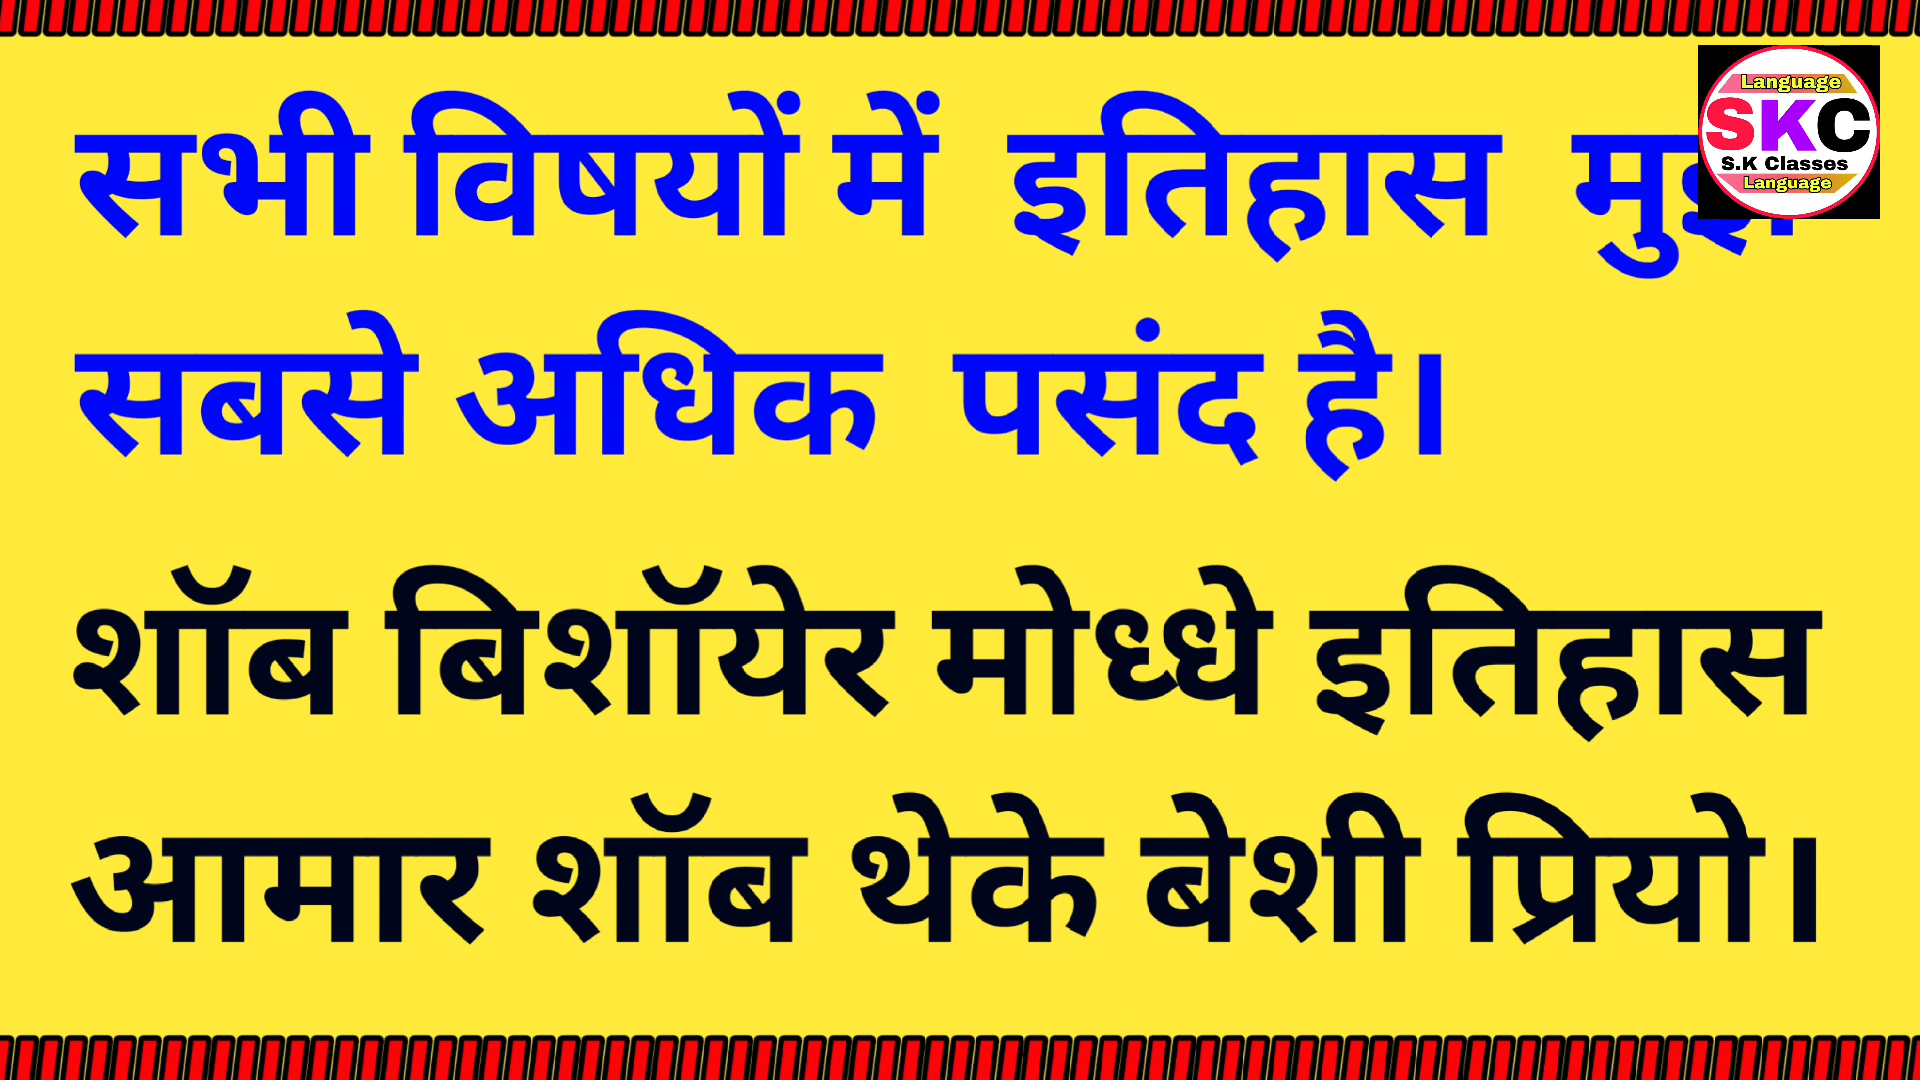 सभी विषयों में इतिहास
सबसे अधिक पसंद है।
शॉब बिशॉयेर मोध्धे इतिहास
आमार शॉब थेके बेशी प्रियो।
Language
SKC
S.K Classes
Language